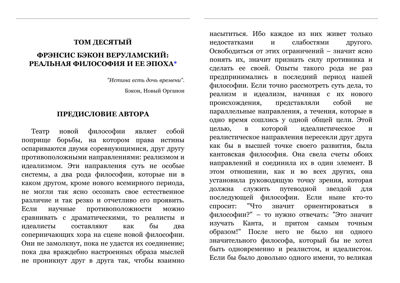 ТОМ ДЕСЯТЫЙ
ФРЭНСИС БЭКОН ВЕРУЛАМСКИЙ:
РЕАЛЬНАЯ ФИЛОСОФИЯ И ЕЕ ЭПОХА*
"Истина есть дочь времени".
Бэкон, Новый Органон
ПРЕДИСЛОВИЕ АВТОРА
Театр новой философии являет собой
поприще борьбы, на котором права истины
оспариваются двумя соревнующимися, друг другу
противоположными направлениями: реализмом и
идеализмом. Эти направления суть не особые
системы, а два рода философии, которые ни в
каком другом, кроме нового всемирного периода,
не могли так ясно осознать свое естественное
различие и так резко и отчетливо его проявить.
Если научные противоположности можно
сравнивать с драматическими, то реалисты и
идеалисты составляют как бы два
соперничающих хора на сцене новой философии.
Они не замолкнут, пока не удастся их соединение;
пока два враждебно настроенных образа мыслей
не проникнут друг в друга так, чтобы взаимно
насытиться. Ибо каждое из них живет только
недостатками и слабостями другого.
Освободиться от этих ограничений – значит ясно
понять их, значит признать силу противника и
сделать ее своей. Опыты такого рода не раз
предпринимались в последний период нашей
философии. Если точно рассмотреть суть дела, то
реализм и идеализм, начиная с их нового
происхождения, представляли собой не
параллельные направления, а течения, которые в
одно время сошлись у одной общей цели. Этой
целью, в которой идеалистическое и
реалистическое направления пересекли друг друга
как бы в высшей точке своего развития, была
кантовская философия. Она свела счеты обоих
направлений и соединила их в один элемент. В
этом отношении, как и во всех других, она
установила руководящую точку зрения, которая
должна служить путеводной звездой для
последующей философии. Если ныне кто-то
спросит: "Что значит ориентироваться в
философии?" – то нужно отвечать: "Это значит
изучать Канта, и притом самым точным
образом!" После него не было ни одного
значительного философа, который бы не хотел
быть одновременно и реалистом, и идеалистом.
Если бы было довольно одного имени, то великая